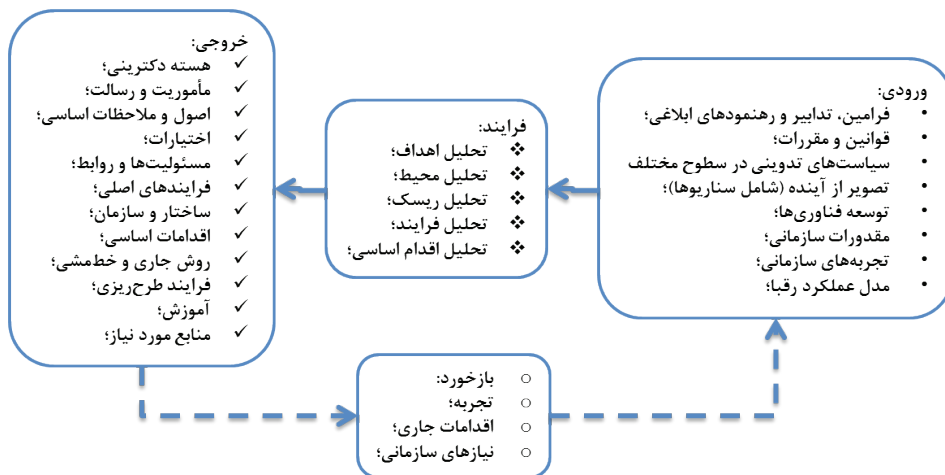 ورودی:
• فرامین، تدابیر و رهنمودهای ابلاغی؛
• قوانین و مقررات؛
• سیاست‌های تدوینی در سطوح مختلف
• تصویر از آینده (شامل سناریوها)؛
• توسعه فناوری‌ها؛
• مقدورات سازمانی؛
• تجربه‌های سازمانی؛
• مدل عملکرد رقبا؛
فرایند:
❖ تحلیل اهداف؛
❖ تحلیل محیط؛
❖ تحلیل ریسک؛
❖ تحلیل فرایند؛
❖ تحلیل اقدام اساسی؛
خروجی:
✓ هسته دکترینی؛
✓ مأموریت و رسالت؛
✓ اصول و ملاحظات اساسی؛
✓ اختیارات؛
✓ مسئولیت‌ها و روابط؛
✓ فرایندهای اصلی؛
✓ ساختار و سازمان؛
✓ اقدامات اساسی؛
✓ روش جاری و خط‌مشی؛
✓ فرایند طرح‌ریزی؛
✓ آموزش؛
✓ منابع مورد نیاز؛
○ بازخورد:
○ تجربه؛
○ اقدامات جاری؛
○ نیازهای سازمانی؛